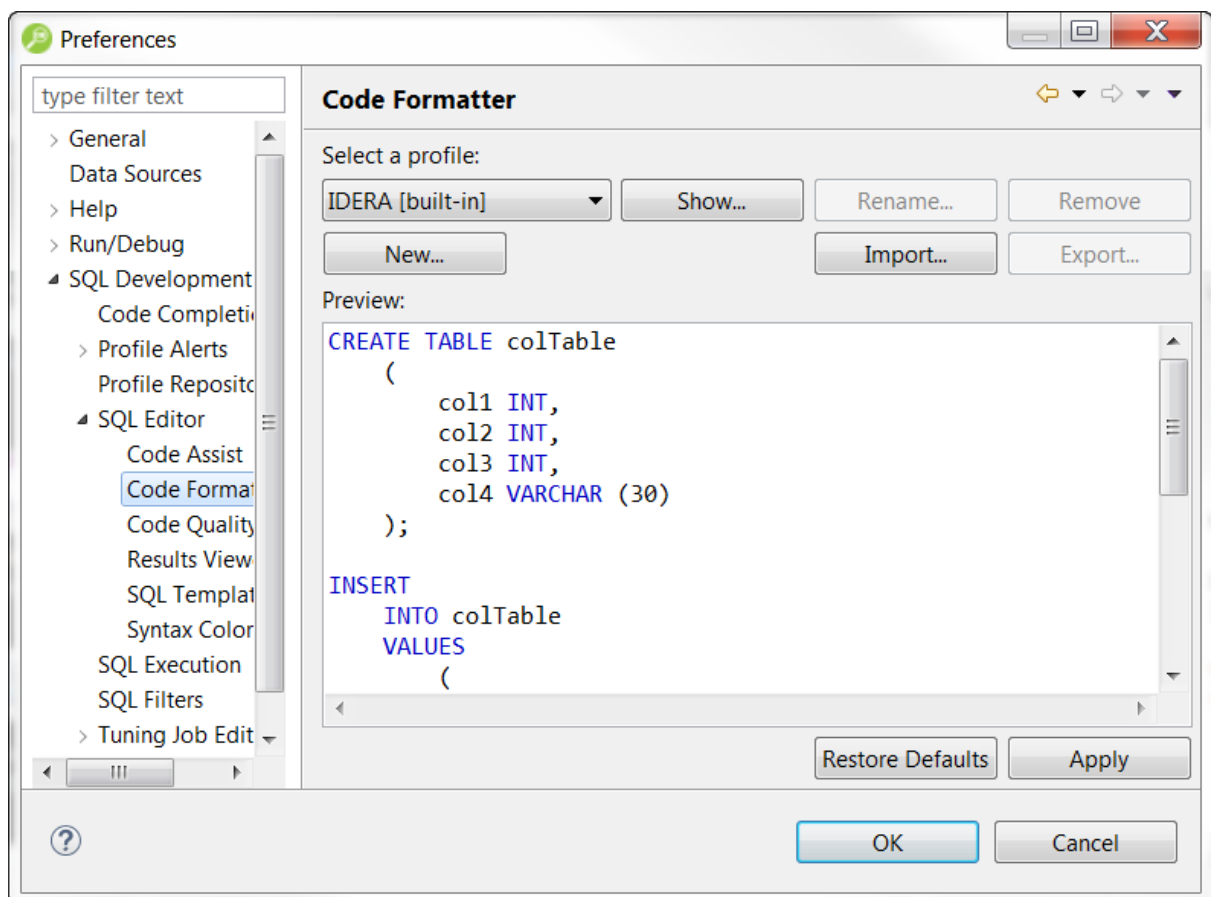 Preferences
type filter text
General
Data Sources
Help
Run/Debug
SQL Development
Code Completi
Profile Alerts
Profile Reposito
SQL Editor
Code Assist
Code Format
Code Quality
Results View
SQL Templat
Syntax Color
SQL Execution
SQL Filters
Tuning Job Edit
Code Formatter
Select a profile:
IDERA [built-in] Show... Rename... Remove
New... Import... Export...
Preview:
CREATE TABLE colTable
(
col1 INT,
col2 INT,
col3 INT,
col4 VARCHAR (30)
);
INSERT
INTO colTable
VALUES
(
Restore Defaults Apply
OK Cancel